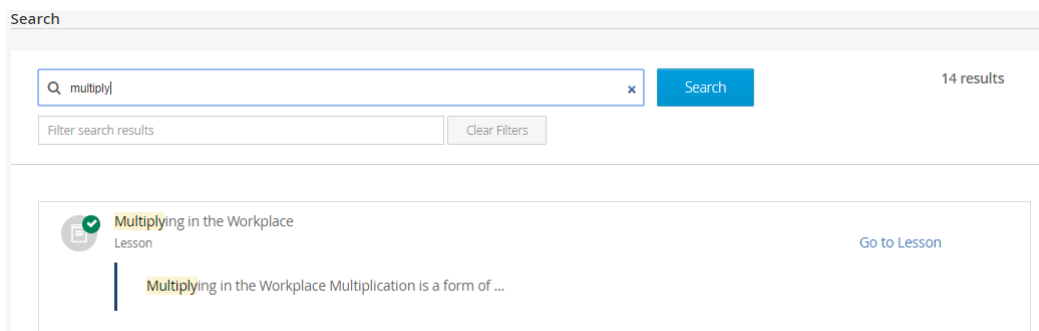 Search
multiply
Search
14 results
Filter search results
Clear Filters
Multiplying in the Workplace
Lesson
Go to Lesson
Multiplying in the Workplace Multiplication is a form of ...